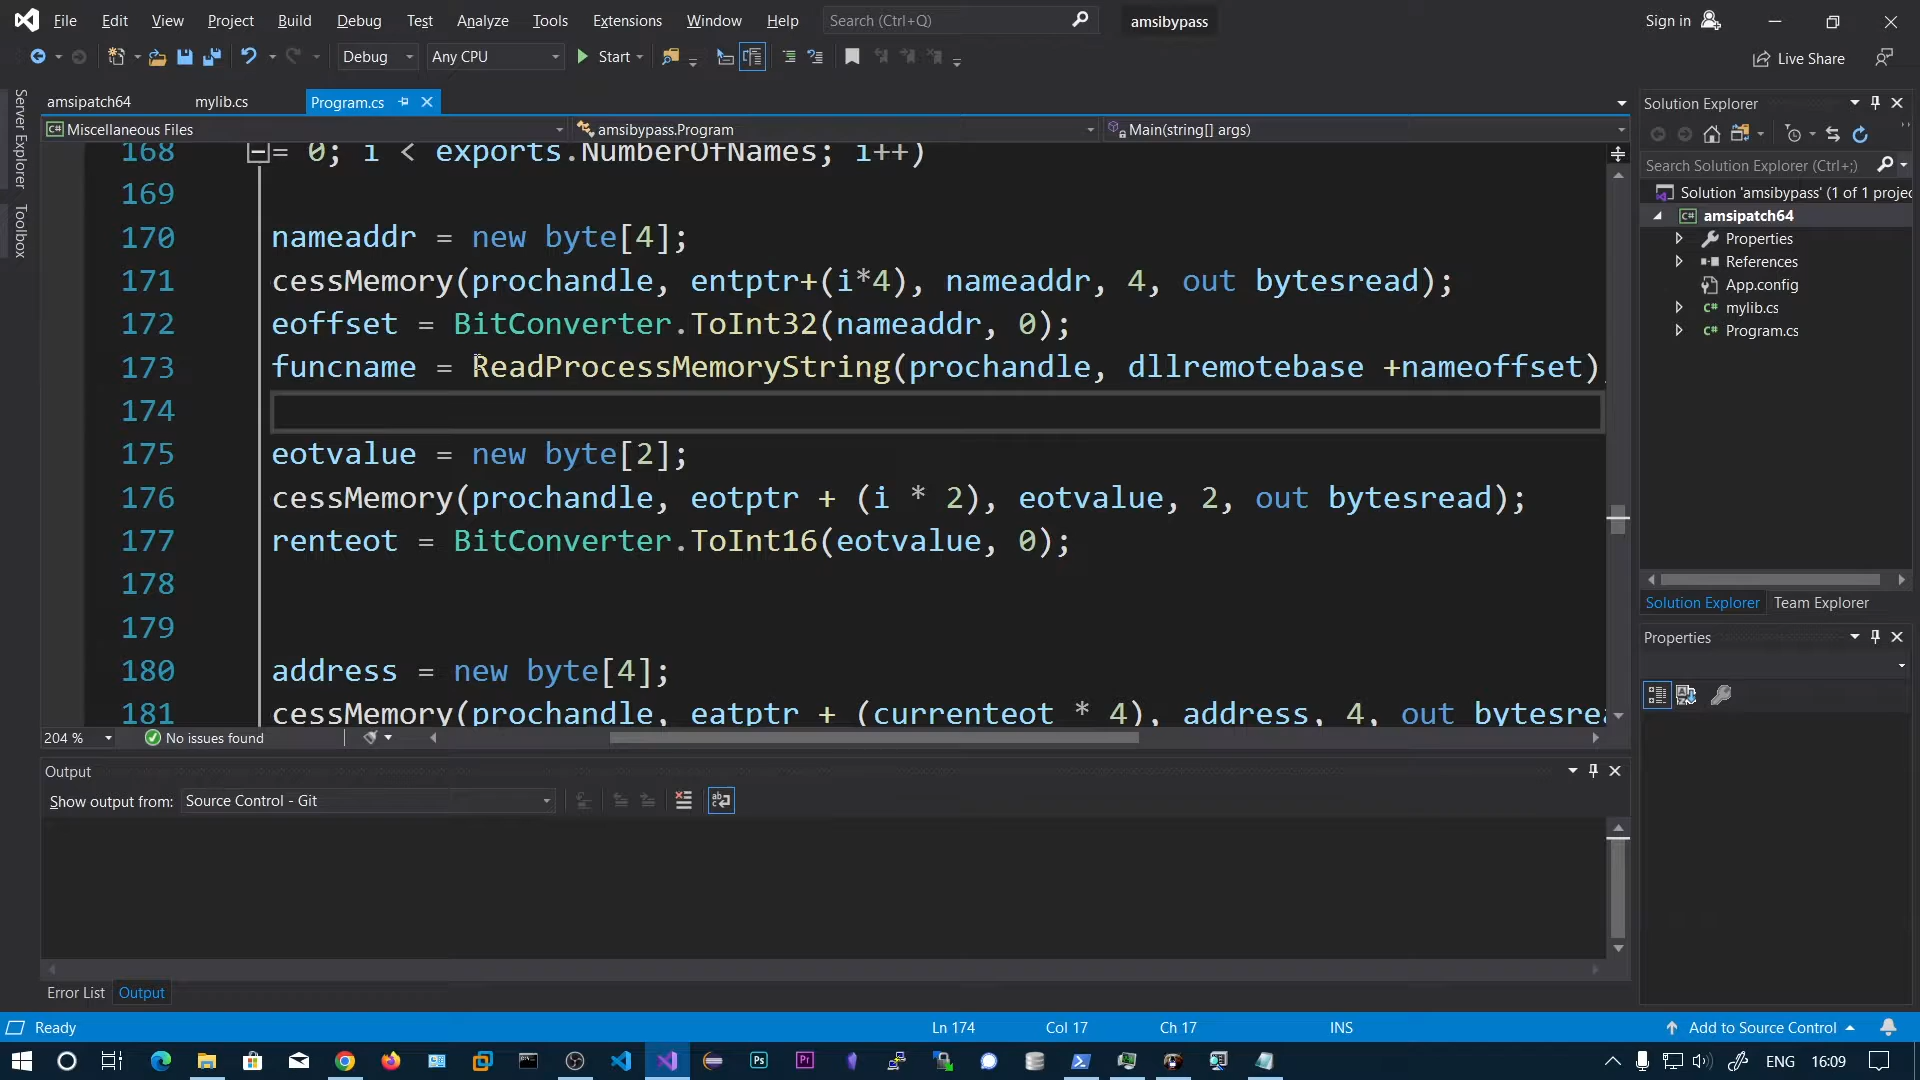 File Edit View Project Build Debug Test Analyze Tools Extensions Window Help Search (Ctrl+Q) amsibypass Sign in
Debug Any CPU Start Live Share
Server Explorer
Toolbox
amsipatch64 mylib.cs Program.cs
C# Miscellaneous Files amsibypass.Program Main(string[] args)
168 = 0; i < exports.NumberOfNames; i++)
169
170 nameaddr = new byte[4];
171 cessMemory(prochandle, entptr+(i*4), nameaddr, 4, out bytesread);
172 eoffset = BitConverter.ToInt32(nameaddr, 0);
173 funcname = ReadProcessMemoryString(prochandle, dllremotebase +nameoffset)
174
175 eotvalue = new byte[2];
176 cessMemory(prochandle, eotptr + (i * 2), eotvalue, 2, out bytesread);
177 renteot = BitConverter.ToInt16(eotvalue, 0);
178
179
180 address = new byte[4];
181 cessMemory(prochandle, eatptr + (currenteot * 4), address, 4, out bytesrea
204 % No issues found
Output
Show output from: Source Control - Git
Error List Output
Solution Explorer
Search Solution Explorer (Ctrl+;)
Solution 'amsibypass' (1 of 1 projec
C# amsipatch64
Properties
References
App.config
C# mylib.cs
C# Program.cs
Solution Explorer Team Explorer
Properties
Ready Ln 174 Col 17 Ch 17 INS Add to Source Control
Ps Pr ENG 16:09